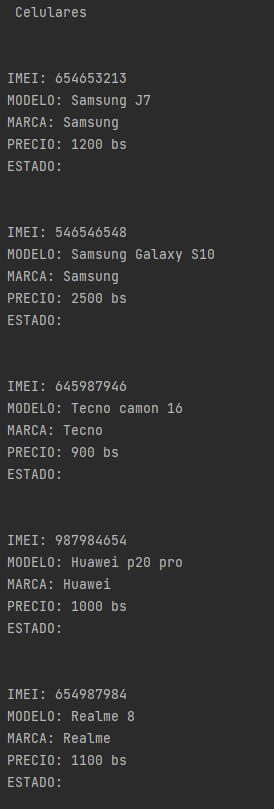 Celulares
IMEI: 654653213
MODELO: Samsung J7
MARCA: Samsung
PRECIO: 1200 bs
ESTADO:
IMEI: 546546548
MODELO: Samsung Galaxy S10
MARCA: Samsung
PRECIO: 2500 bs
ESTADO:
IMEI: 645987946
MODELO: Tecno camon 16
MARCA: Tecno
PRECIO: 900 bs
ESTADO:
IMEI: 987984654
MODELO: Huawei p20 pro
MARCA: Huawei
PRECIO: 1000 bs
ESTADO:
IMEI: 654987984
MODELO: Realme 8
MARCA: Realme
PRECIO: 1100 bs
ESTADO: